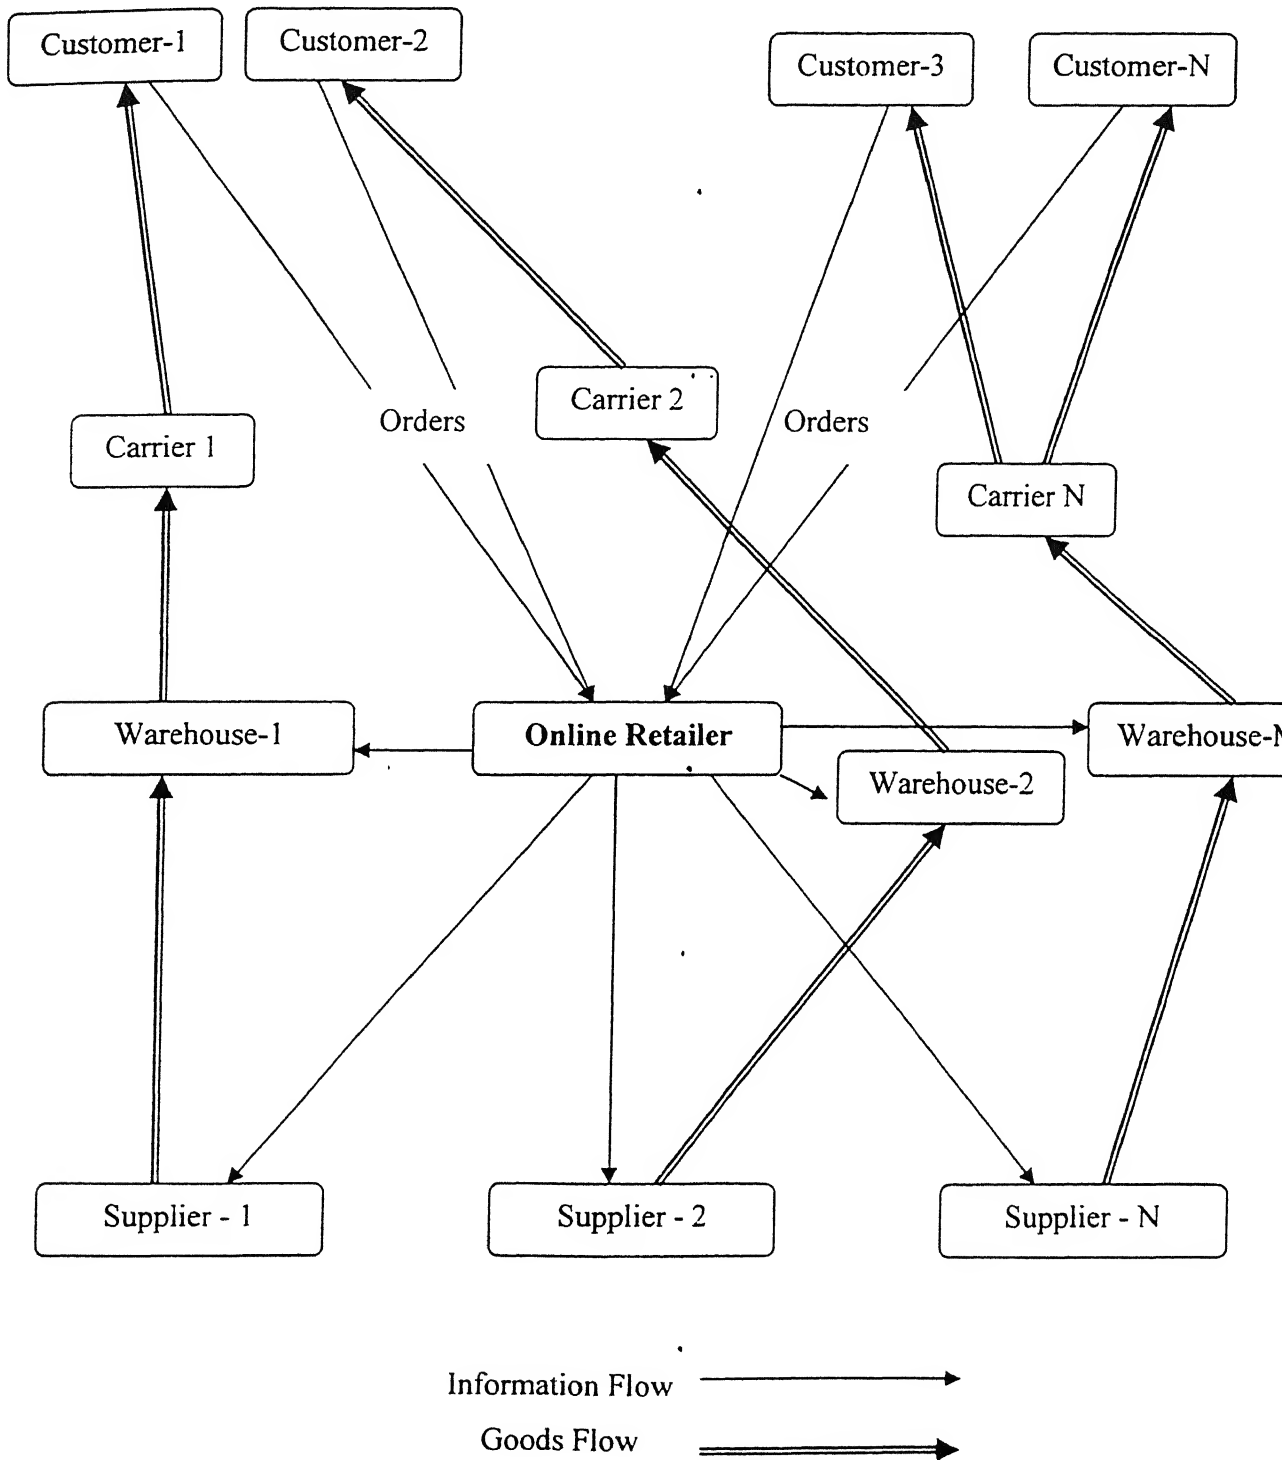 Customer-1
Customer-2
Customer-3
Customer-N
Carrier 2
Orders
Orders
Carrier 1
Carrier N
Warehouse-1
Online Retailer
Warehouse-N
Warehouse-2
Supplier - 1
Supplier - 2
Supplier - N
Information Flow
Goods Flow